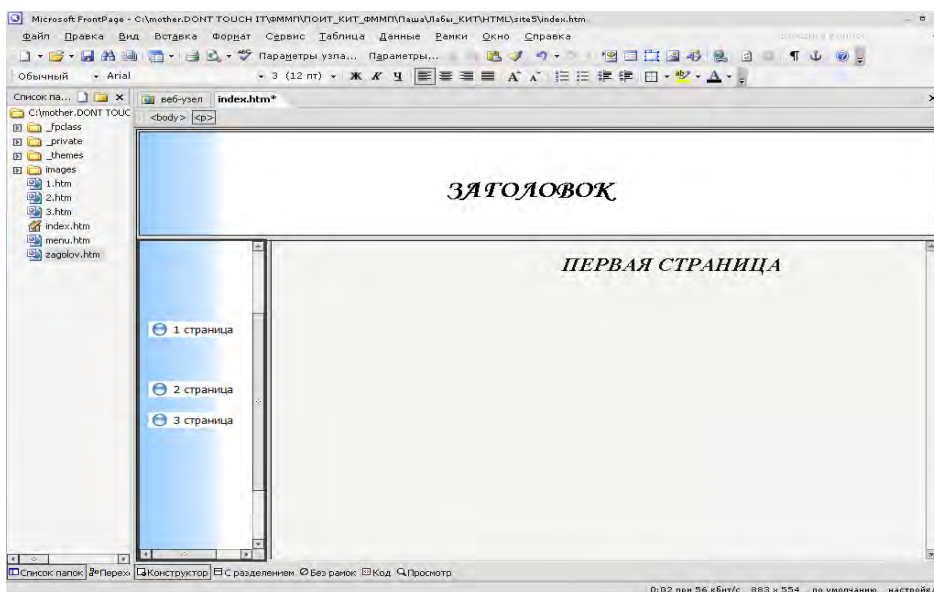 Microsoft FrontPage - C:\mother.DONT TOUCH IT\ФММП\ПОИТ_КИТ_ФММП\Паша\Лабы_КИТ\HTML\site5\index.htm
Файл Правка Вид Вставка Формат Сервис Таблица Данные Рамки Окно Справка
Параметры узла... Параметры...
Обычный Arial 3 (12 пт) Ж К Ч
Список па... веб-узел index.htm*
C:\mother.DONT TOUC <body> <p>
_fpclass
_private
_themes
images
1.htm
2.htm
3.htm
index.htm
menu.htm
zagolov.htm
ЗАГОЛОВОК
ПЕРВАЯ СТРАНИЦА
1 страница
2 страница
3 страница
Список папок Перехо Конструктор С разделением Без рамок Код Просмотр
0:02 при 56 кбит/с 883 x 554 по умолчанию настройк